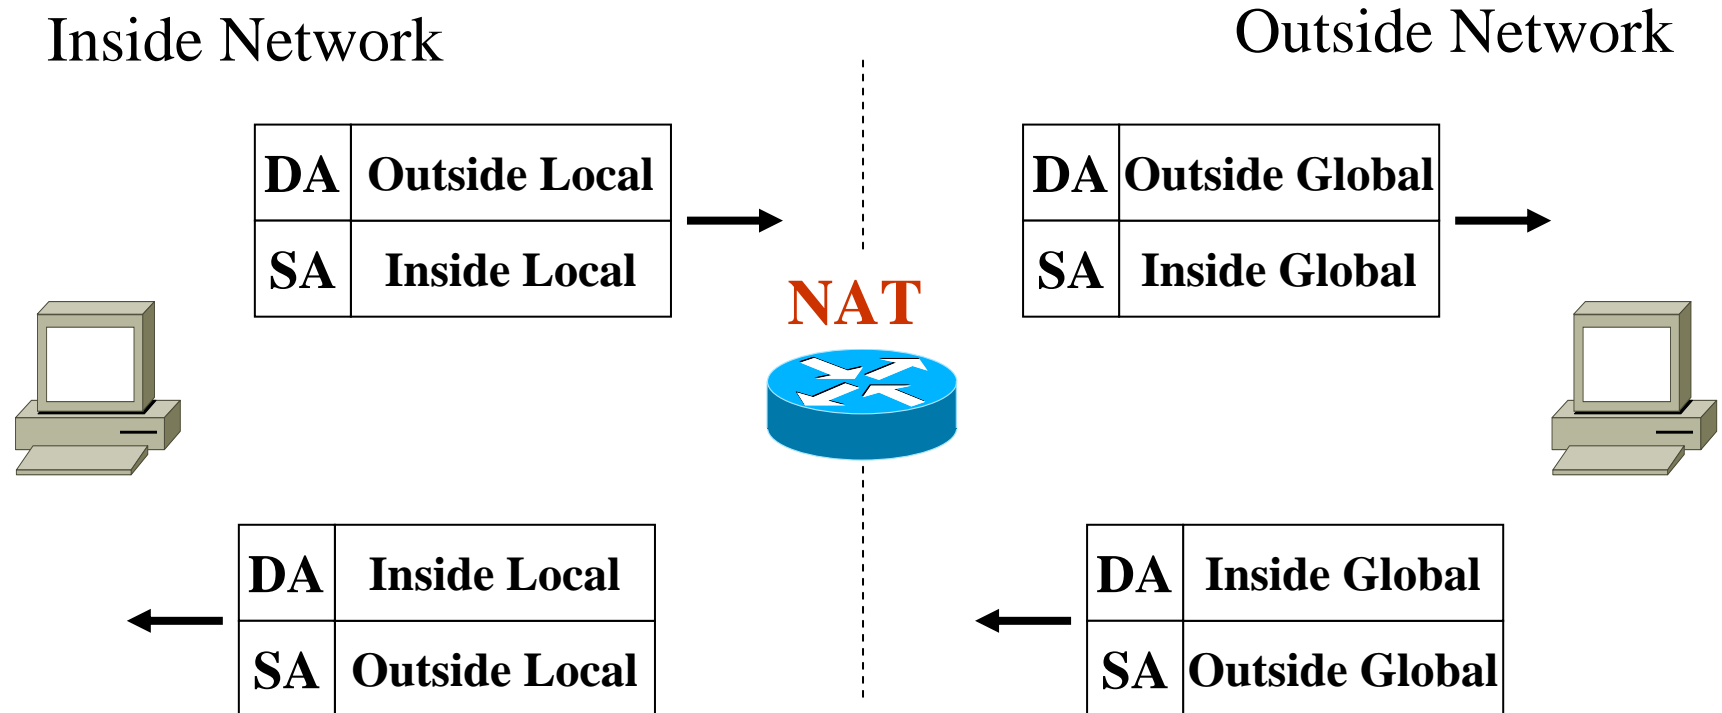 Inside Network
Outside Network
DA Outside Local
SA Inside Local
DA Outside Global
SA Inside Global
NAT
DA Inside Local
SA Outside Local
DA Inside Global
SA Outside Global